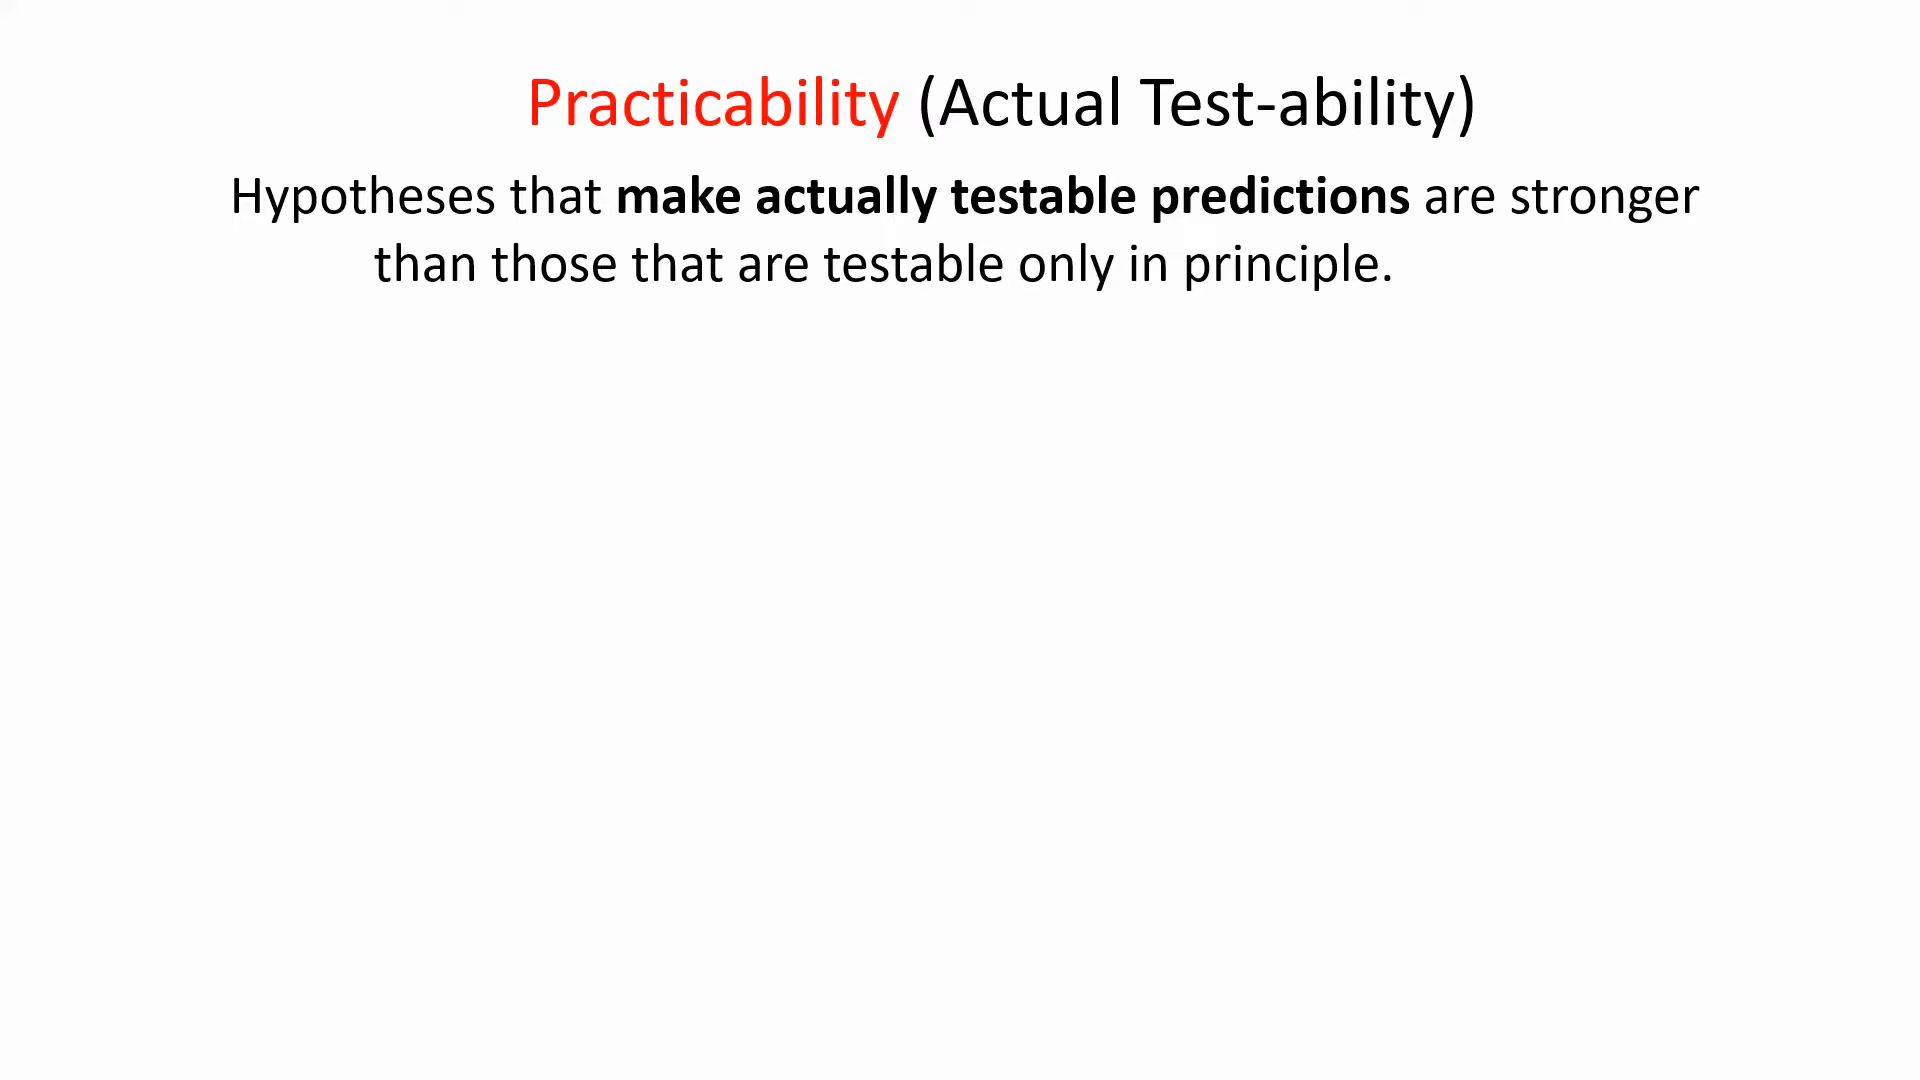 Practicability (Actual Test-ability)
Hypotheses that make actually testable predictions are stronger
than those that are testable only in principle.